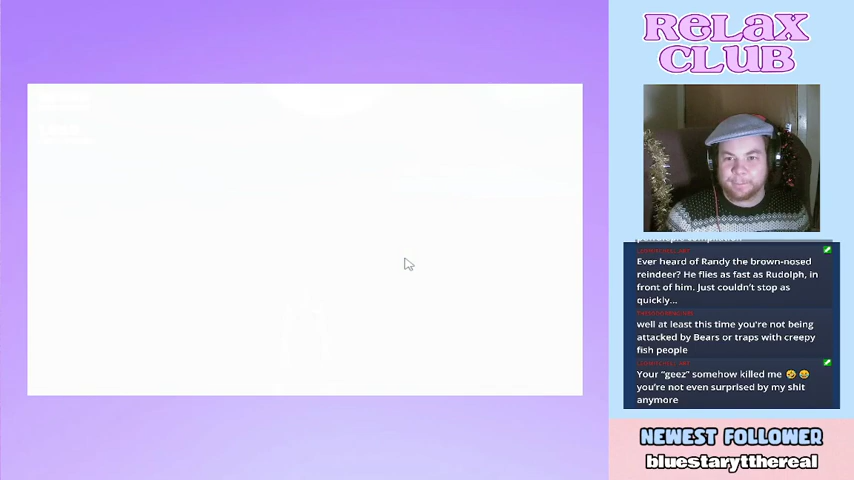 RELAX
CLUB
Ever heard of Randy the brown-nosed
reindeer? He flies as fast as Rudolph, in
front of him. Just couldn't stop as
quickly...
well at least this time you're not being
attacked by Bears or traps with creepy
fish people
Your "geez" somehow killed me 🤣😂
you're not even surprised by my shit
anymore
NEWEST FOLLOWER
bluestarytthereal